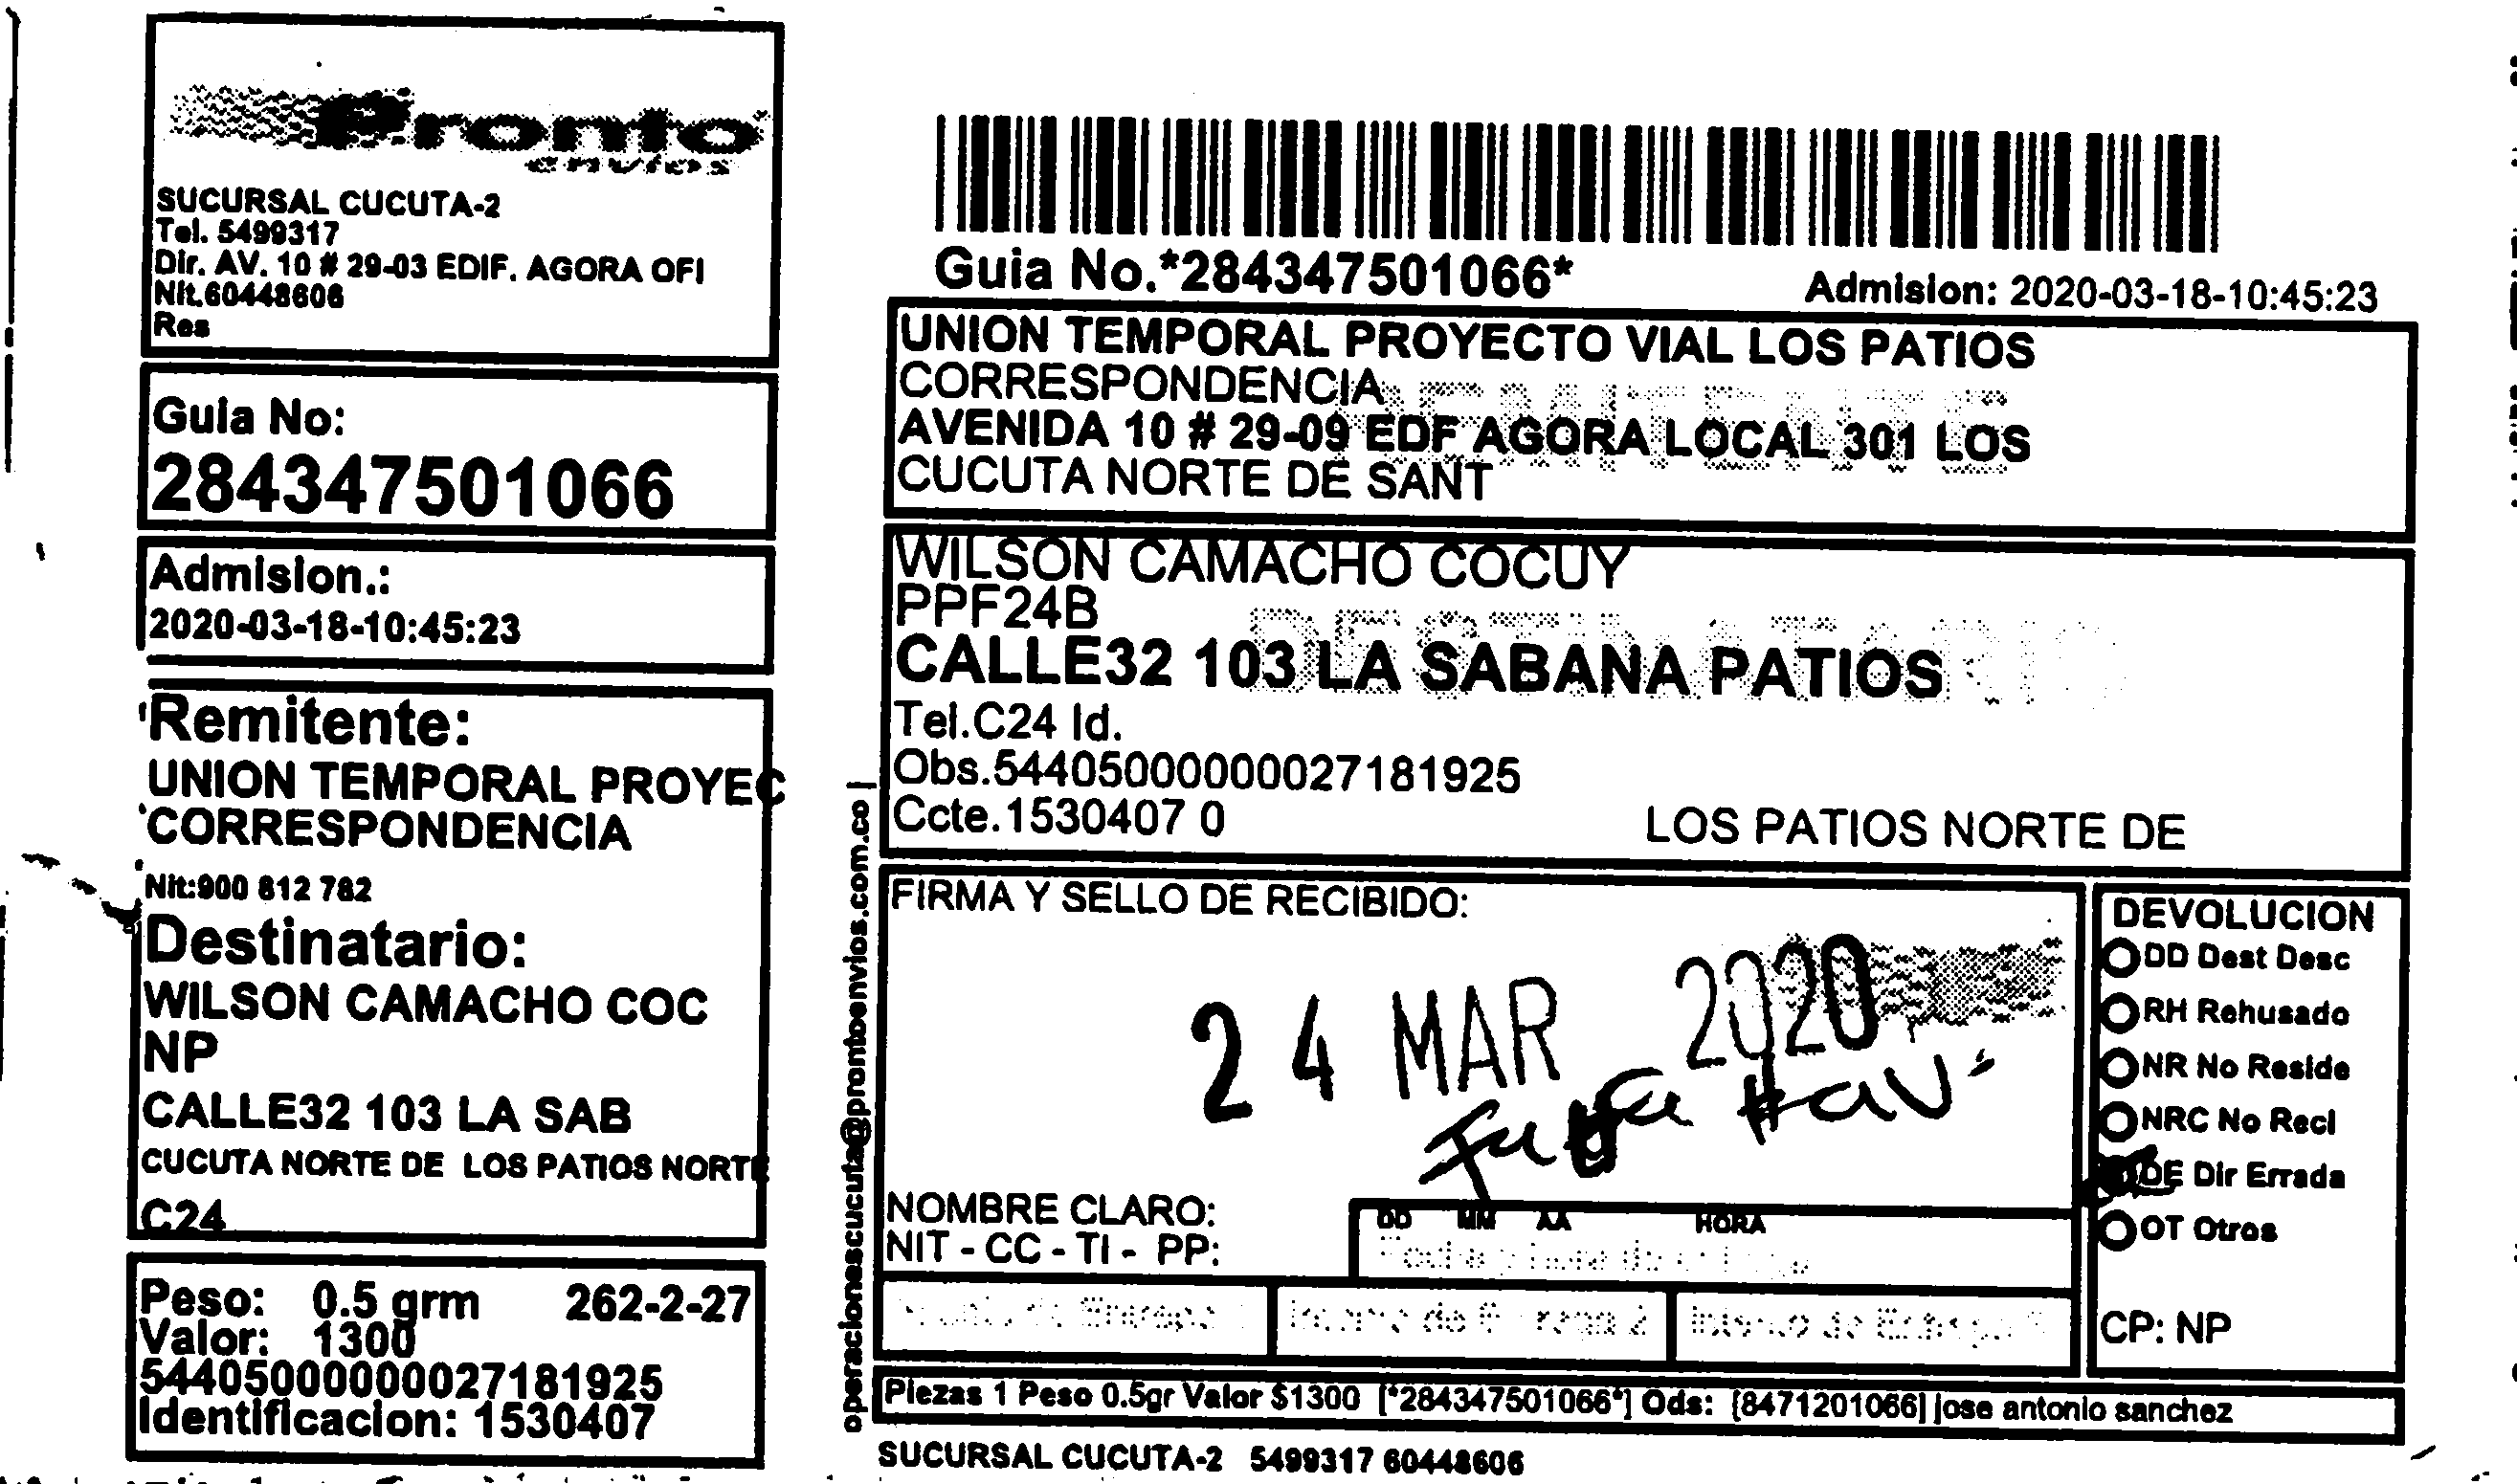 Pronto
envios
SUCURSAL CUCUTA-2
Tel. 5499317
Dir. AV. 10 # 29-03 EDIF. AGORA OFI
Nit.60448606
Res
Guia No:
284347501066
Admision.:
2020-03-18-10:45:23
Remitente:
UNION TEMPORAL PROYEC
CORRESPONDENCIA
Nit:900 812 782
Destinatario:
WILSON CAMACHO COC
NP
CALLE32 103 LA SAB
CUCUTA NORTE DE LOS PATIOS NORTE
C24
Peso: 0.5 grm 262-2-27
Valor: 1300
544050000000027181925
Identificacion: 1530407
operacionescucuta@prontoenvios.com.co |
Guia No.*284347501066*
Admision: 2020-03-18-10:45:23
UNION TEMPORAL PROYECTO VIAL LOS PATIOS
CORRESPONDENCIA
REMITENTE
AVENIDA 10 # 29-09 EDF AGORA LOCAL 301 LOS
CUCUTA NORTE DE SANT
WILSON CAMACHO COCUY
PPF24B
DESTINATARIO
CALLE32 103 LA SABANA PATIOS
Tel.C24 Id.
Obs.544050000000027181925
Ccte.1530407 0
LOS PATIOS NORTE DE
FIRMA Y SELLO DE RECIBIDO:
24 MAR 2020
NOMBRE CLARO:
NIT - CC - TI - PP:
DD MM AA HORA
DEVOLUCION
DD Dest Desc
RH Rehusado
NR No Reside
NRC No Recl
DE Dir Errada
OT Otros
CP: NP
Piezas 1 Peso 0.5gr Valor $1300 [*284347501066*] Ods: [8471201066] jose antonio sanchez
SUCURSAL CUCUTA-2 5499317 60448606